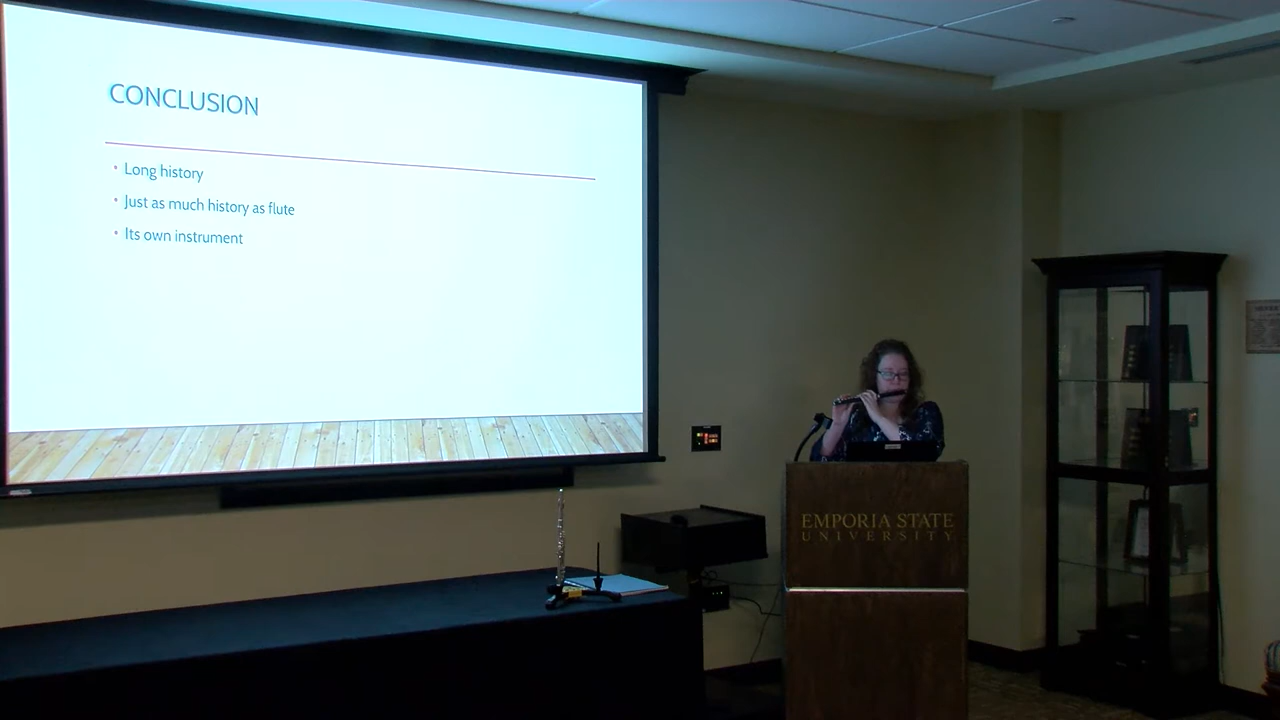 CONCLUSION
Long history
Just as much history as flute
Its own instrument
EMPORIA STATE
UNIVERSITY